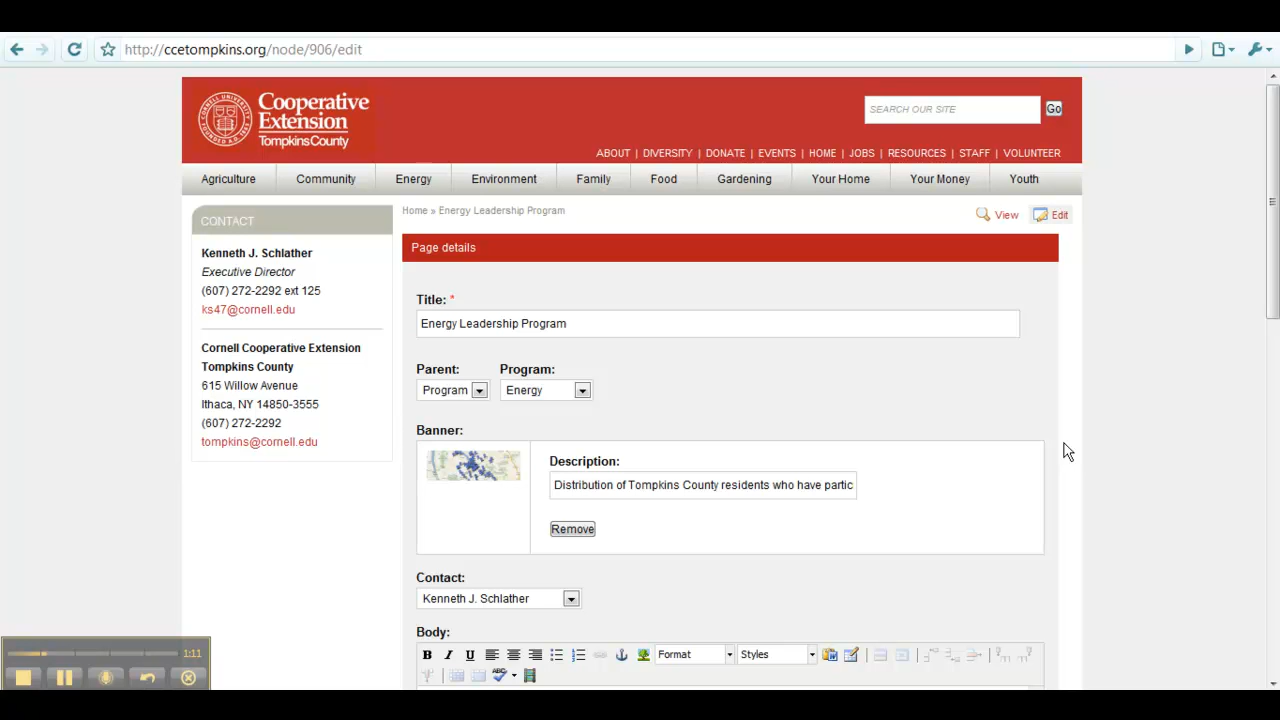 http://ccetompkins.org/node/906/edit
Cooperative
Extension
Tompkins County
SEARCH OUR SITE
Go
ABOUT | DIVERSITY | DONATE | EVENTS | HOME | JOBS | RESOURCES | STAFF | VOLUNTEER
Agriculture Community Energy Environment Family Food Gardening Your Home Your Money Youth
CONTACT
Kenneth J. Schlather
Executive Director
(607) 272-2292 ext 125
ks47@cornell.edu
Cornell Cooperative Extension
Tompkins County
615 Willow Avenue
Ithaca, NY 14850-3555
(607) 272-2292
tompkins@cornell.edu
Home » Energy Leadership Program
View Edit
Page details
Title: *
Energy Leadership Program
Parent: Program:
Program Energy
Banner:
Description:
Distribution of Tompkins County residents who have partic
Remove
Contact:
Kenneth J. Schlather
Body:
B I U Format Styles
ABC
1:11